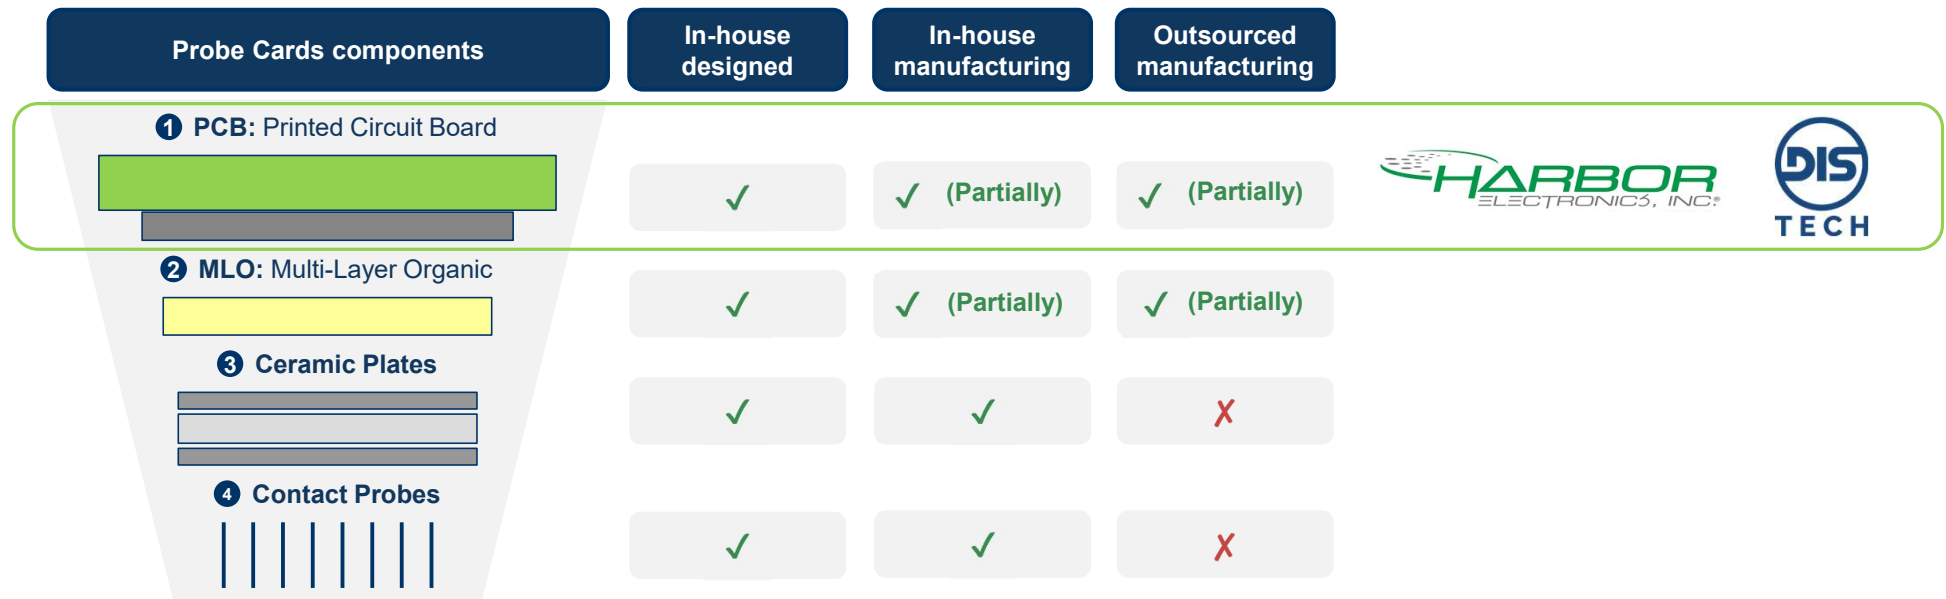 Probe Cards components
In-house designed
In-house manufacturing
Outsourced manufacturing
1 PCB: Printed Circuit Board
✓
✓ (Partially)
✓ (Partially)
HARBOR
ELECTRONICS, INC.®
DIS
TECH
2 MLO: Multi-Layer Organic
✓
✓ (Partially)
✓ (Partially)
3 Ceramic Plates
✓
✓
✗
4 Contact Probes
✓
✓
✗